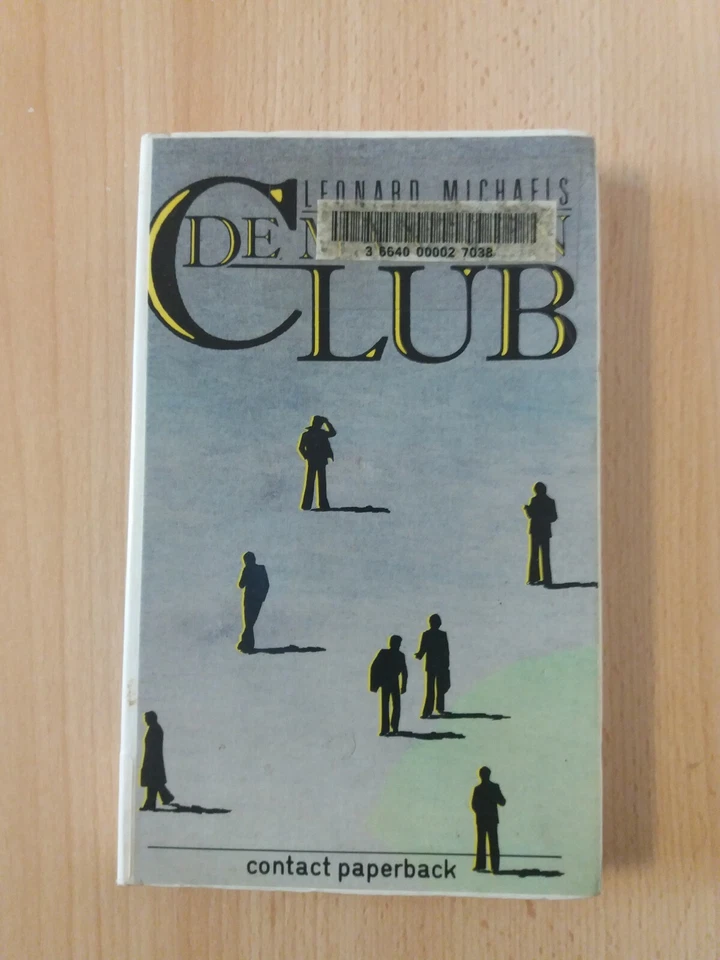 LEONARD MICHAELS
DE
3 6640 00002 7038
CLUB
contact paperback